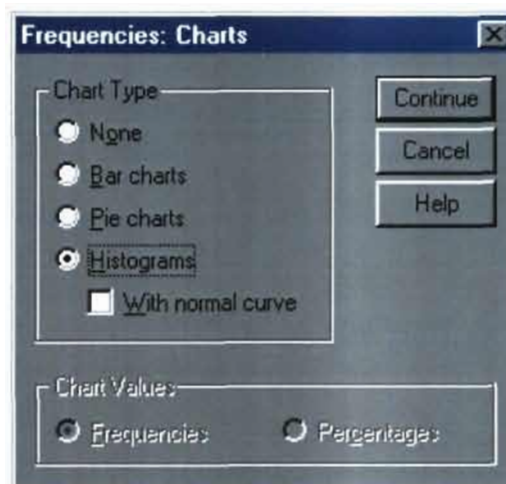 Frequencies: Charts
Chart Type
None
Bar charts
Pie charts
Histograms
With normal curve
Continue
Cancel
Help
Chart Values
Frequencies
Percentages